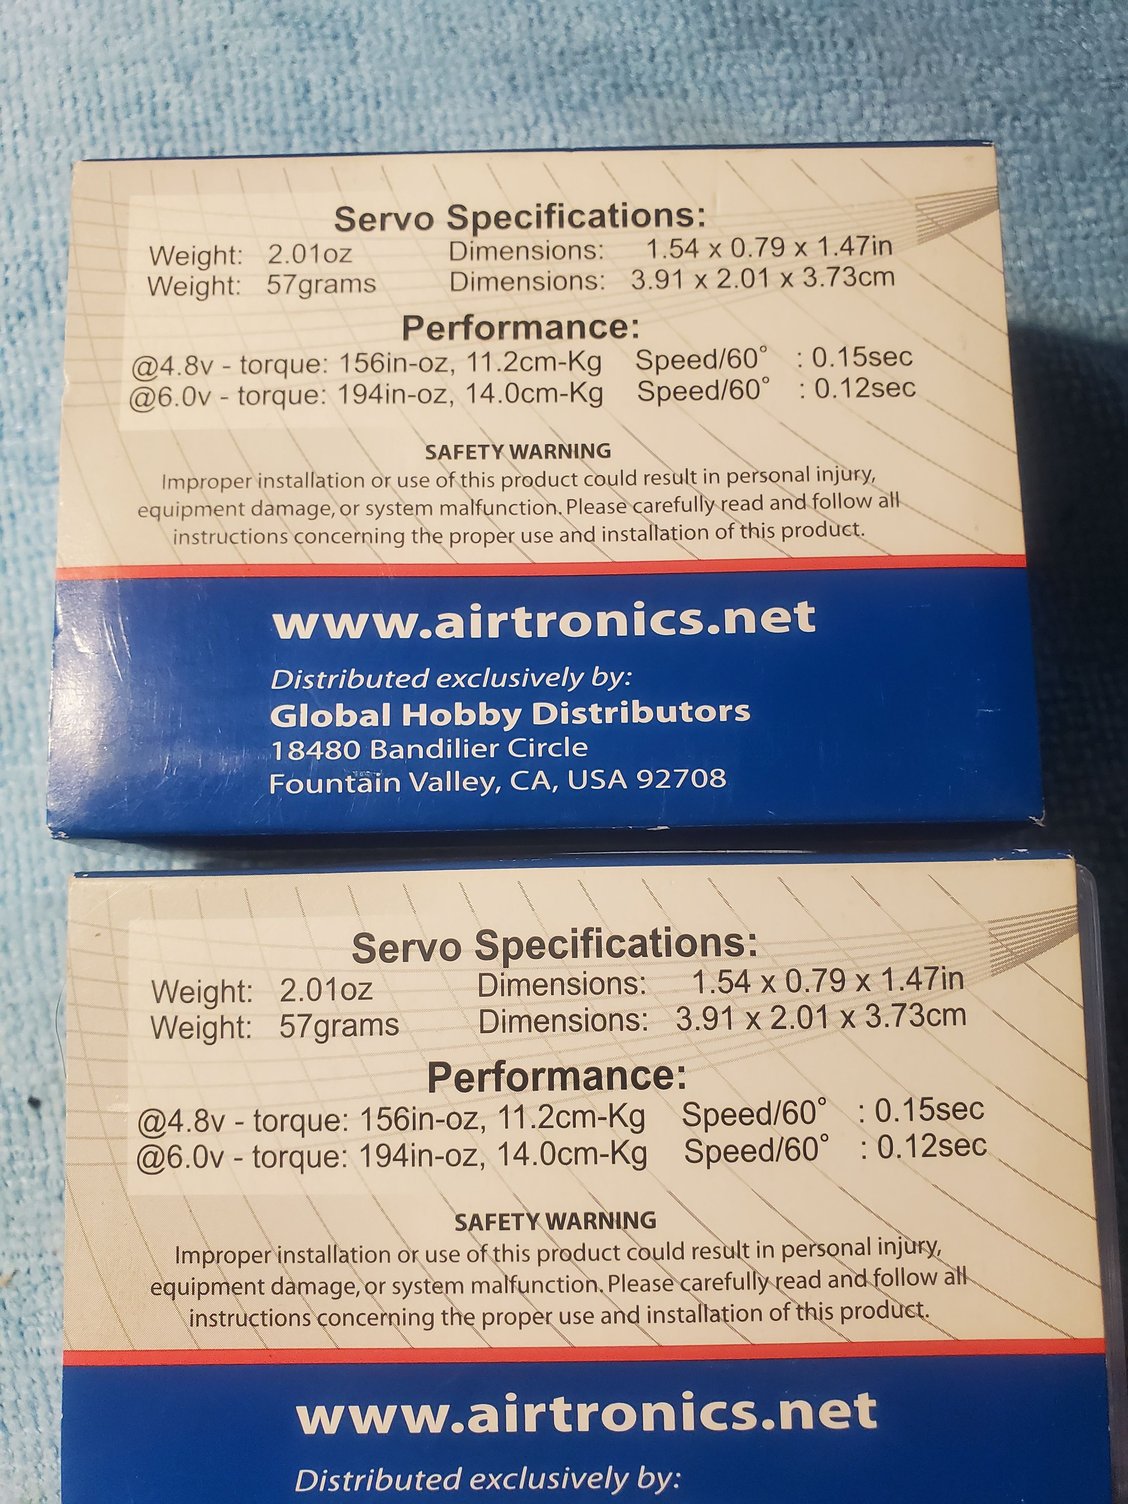 Servo Specifications:
Weight: 2.01oz Dimensions: 1.54 x 0.79 x 1.47in
Weight: 57grams Dimensions: 3.91 x 2.01 x 3.73cm
Performance:
@4.8v - torque: 156in-oz, 11.2cm-Kg Speed/60° : 0.15sec
@6.0v - torque: 194in-oz, 14.0cm-Kg Speed/60° : 0.12sec
SAFETY WARNING
Improper installation or use of this product could result in personal injury,
equipment damage, or system malfunction. Please carefully read and follow all
instructions concerning the proper use and installation of this product.
www.airtronics.net
Distributed exclusively by:
Global Hobby Distributors
18480 Bandilier Circle
Fountain Valley, CA, USA 92708
Servo Specifications:
Weight: 2.01oz Dimensions: 1.54 x 0.79 x 1.47in
Weight: 57grams Dimensions: 3.91 x 2.01 x 3.73cm
Performance:
@4.8v - torque: 156in-oz, 11.2cm-Kg Speed/60° : 0.15sec
@6.0v - torque: 194in-oz, 14.0cm-Kg Speed/60° : 0.12sec
SAFETY WARNING
Improper installation or use of this product could result in personal injury,
equipment damage, or system malfunction. Please carefully read and follow all
instructions concerning the proper use and installation of this product.
www.airtronics.net
Distributed exclusively by: